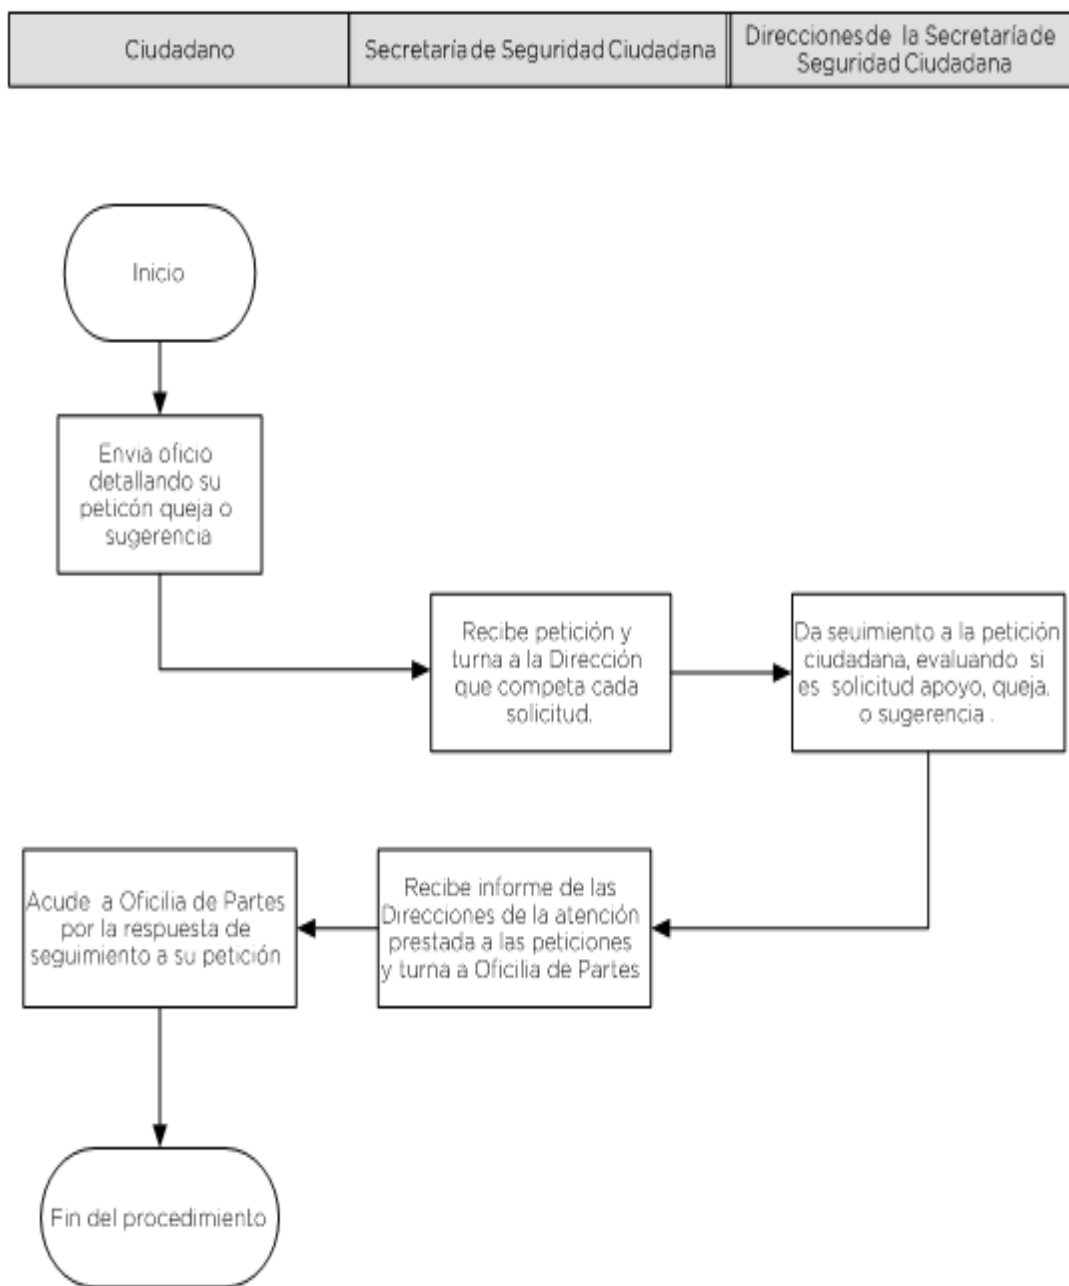 Ciudadano
Secretaría de Seguridad Ciudadana
Direcciones de la Secretaría de
Seguridad Ciudadana
Inicio
Envia oficio
detallando su
peticón queja o
sugerencia
Recibe petición y
turna a la Dirección
que competa cada
solicitud.
Da seuimiento a la petición
ciudadana, evaluando si
es solicitud apoyo, queja.
o sugerencia .
Recibe informe de las
Direcciones de la atención
prestada a las peticiones
y turna a Oficilia de Partes
Acude a Oficilia de Partes
por la respuesta de
seguimiento a su petición
Fin del procedimiento